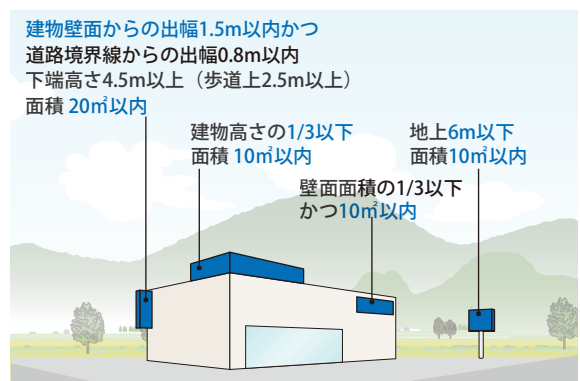 建物壁面からの出幅1.5m以内かつ
道路境界線からの出幅0.8m以内
下端高さ4.5m以上（歩道上2.5m以上）
面積 20㎡以内
建物高さの1/3以下
面積 10㎡以内
地上6m以下
面積10㎡以内
壁面面積の1/3以下
かつ10㎡以内